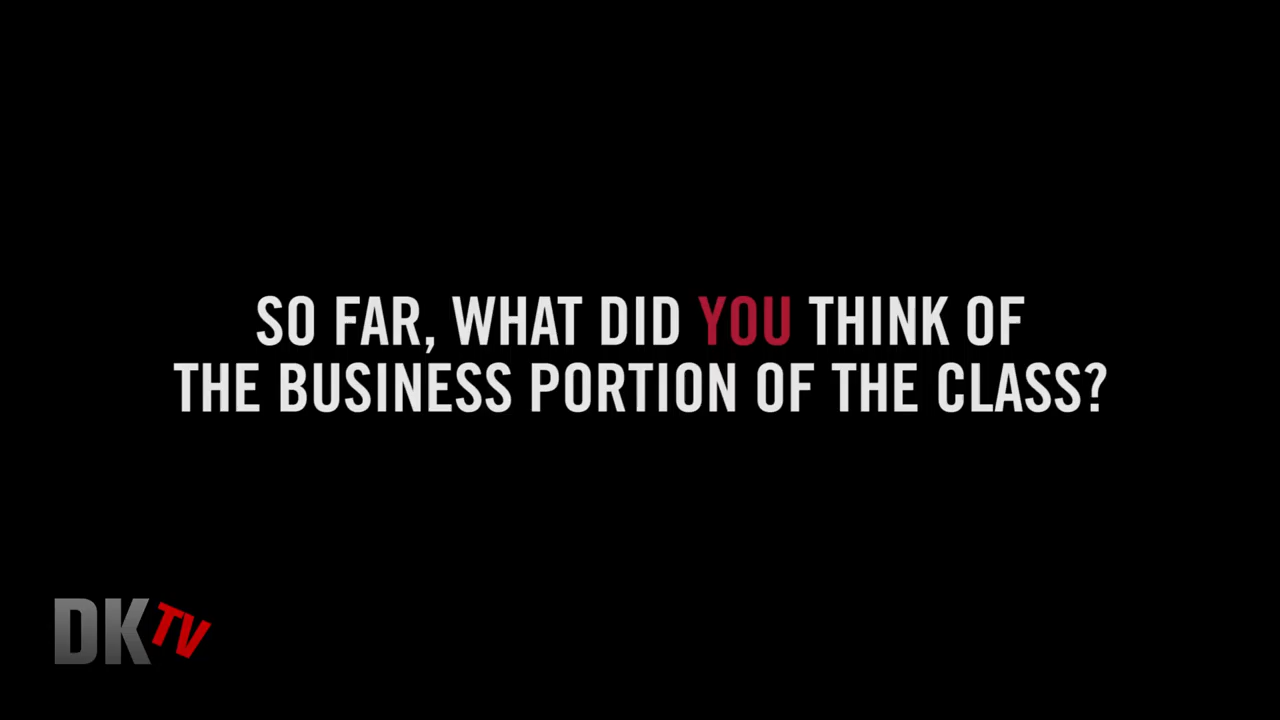 SO FAR, WHAT DID YOU THINK OF
THE BUSINESS PORTION OF THE CLASS?
DK TV